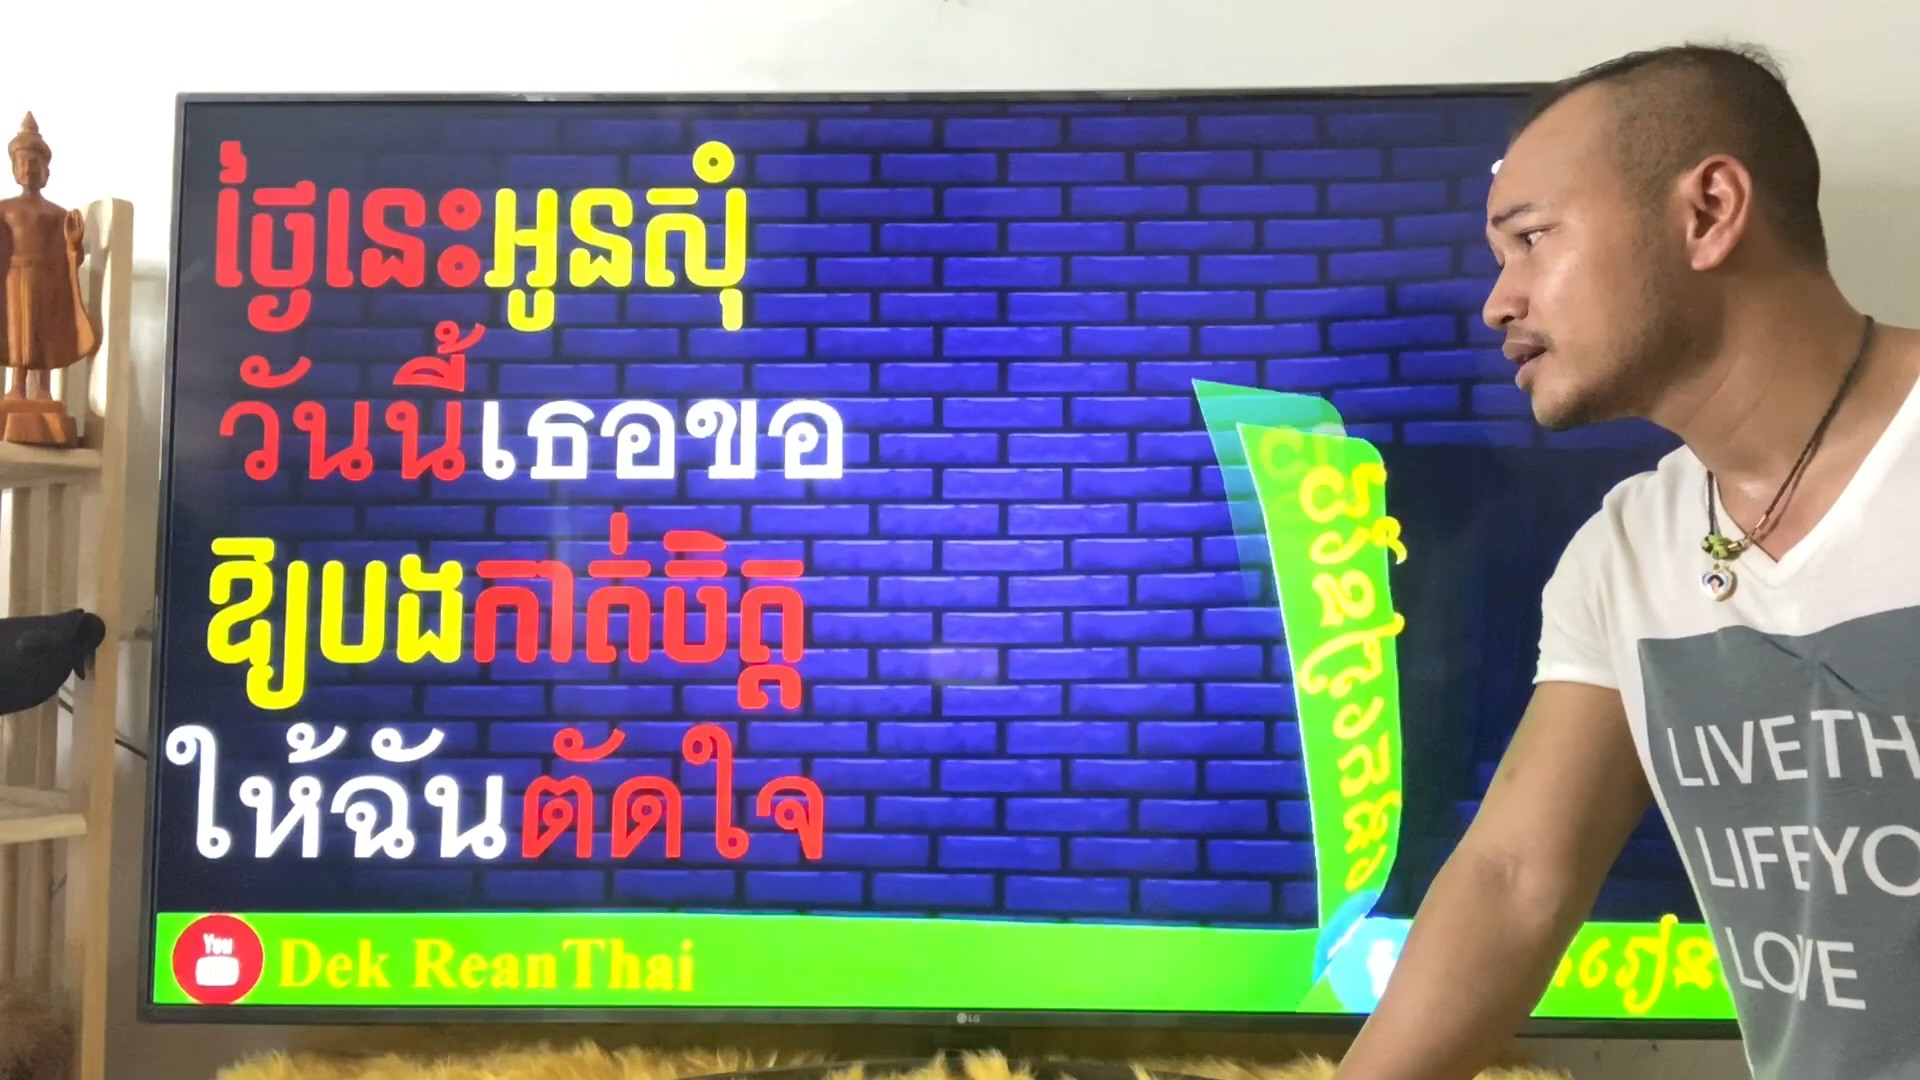 ថ្ងៃនេះអូនសុំ
วันนี้เธอขอ
ឱ្យបងកាត់ចិត្ត
ให้ฉันตัดใจ
You
Dek ReanThai
LG
LIVE TH
LIFE YO
LOVE